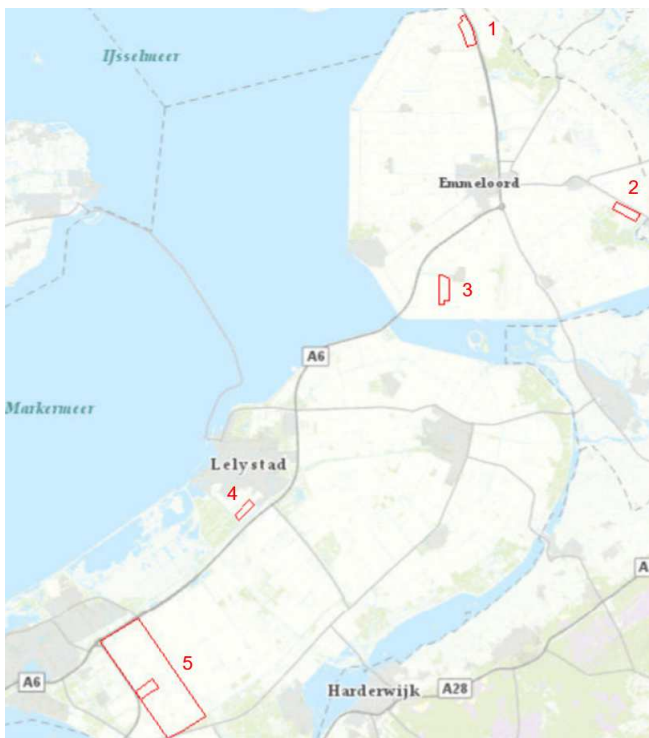 1
IJsselmeer
Emmeloord
2
3
A6
Markermeer
Lelystad
4
5
A6
Harderwijk
A28
A